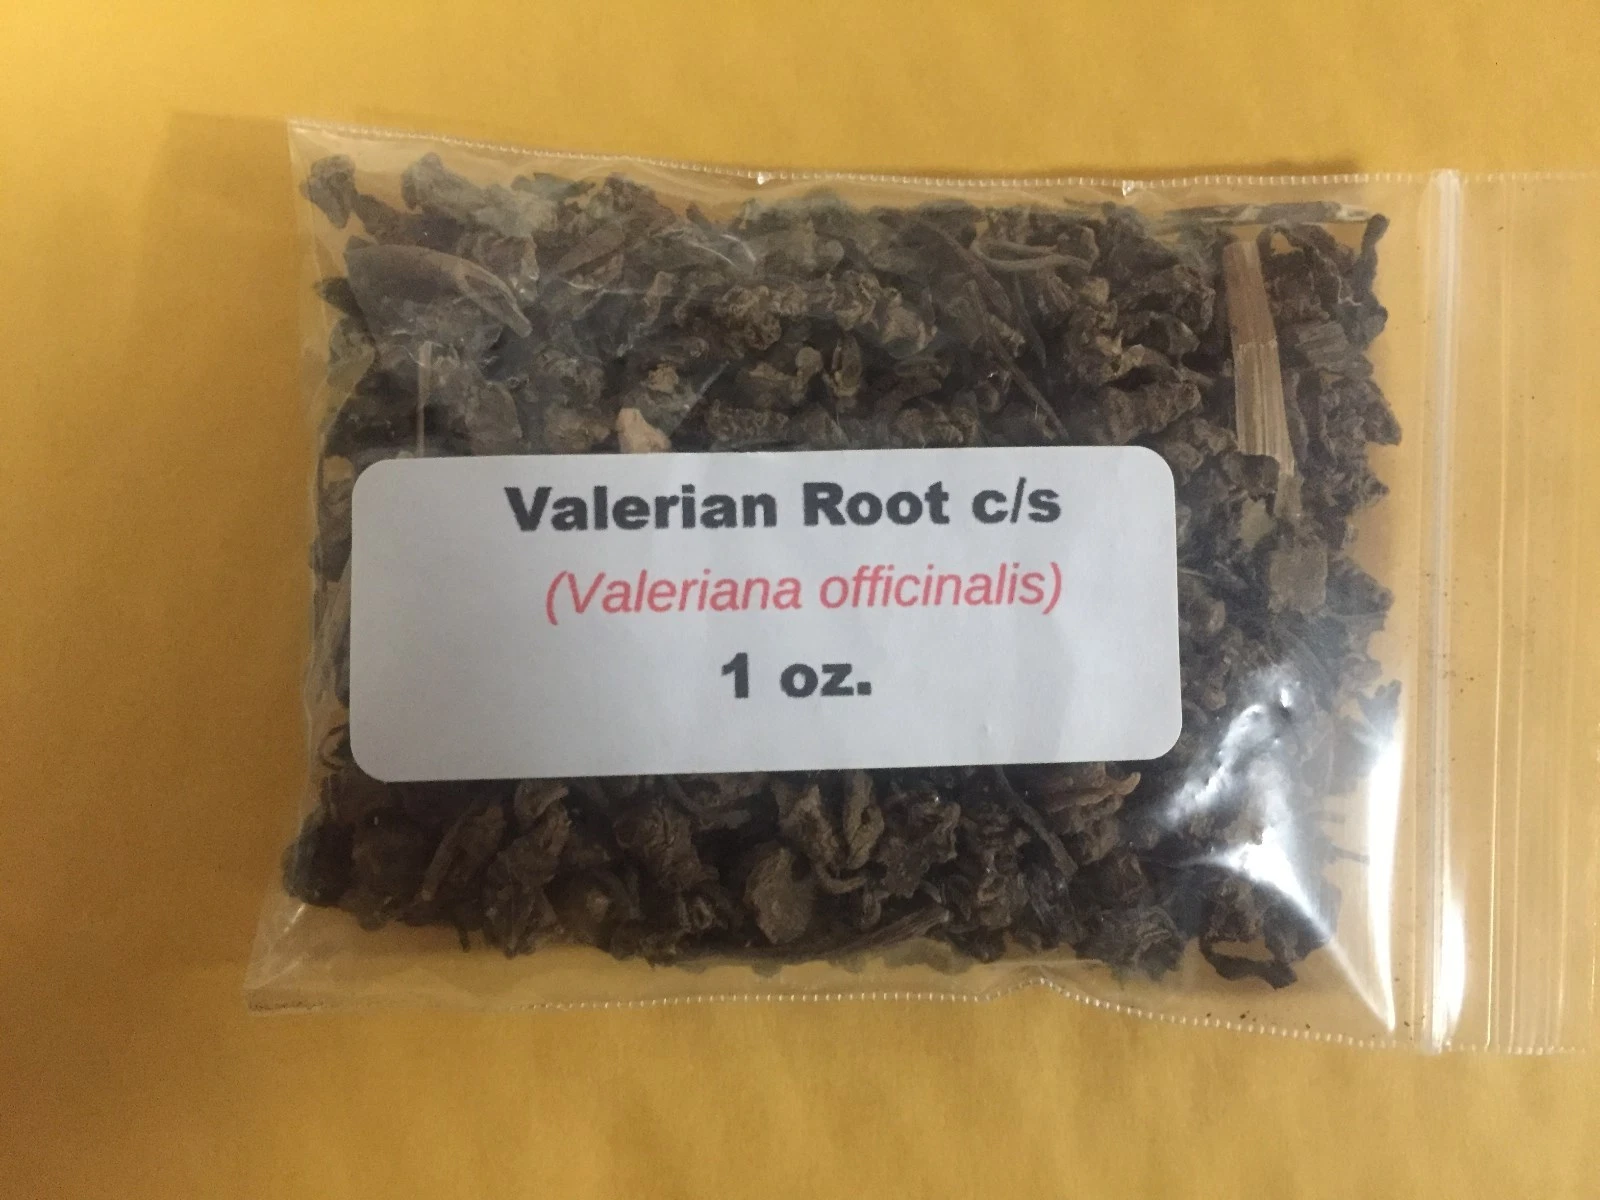 Valerian Root c/s
(Valeriana officinalis)
1 oz.